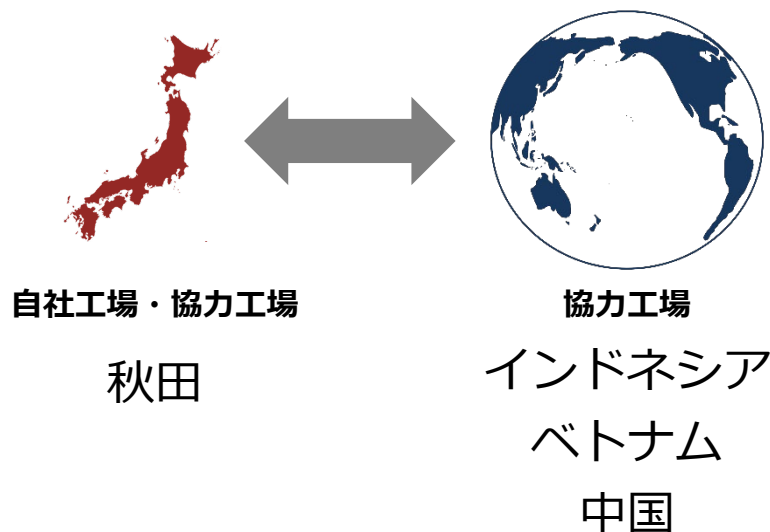 自社工場・協力工場
秋田
協力工場
インドネシア
ベトナム
中国